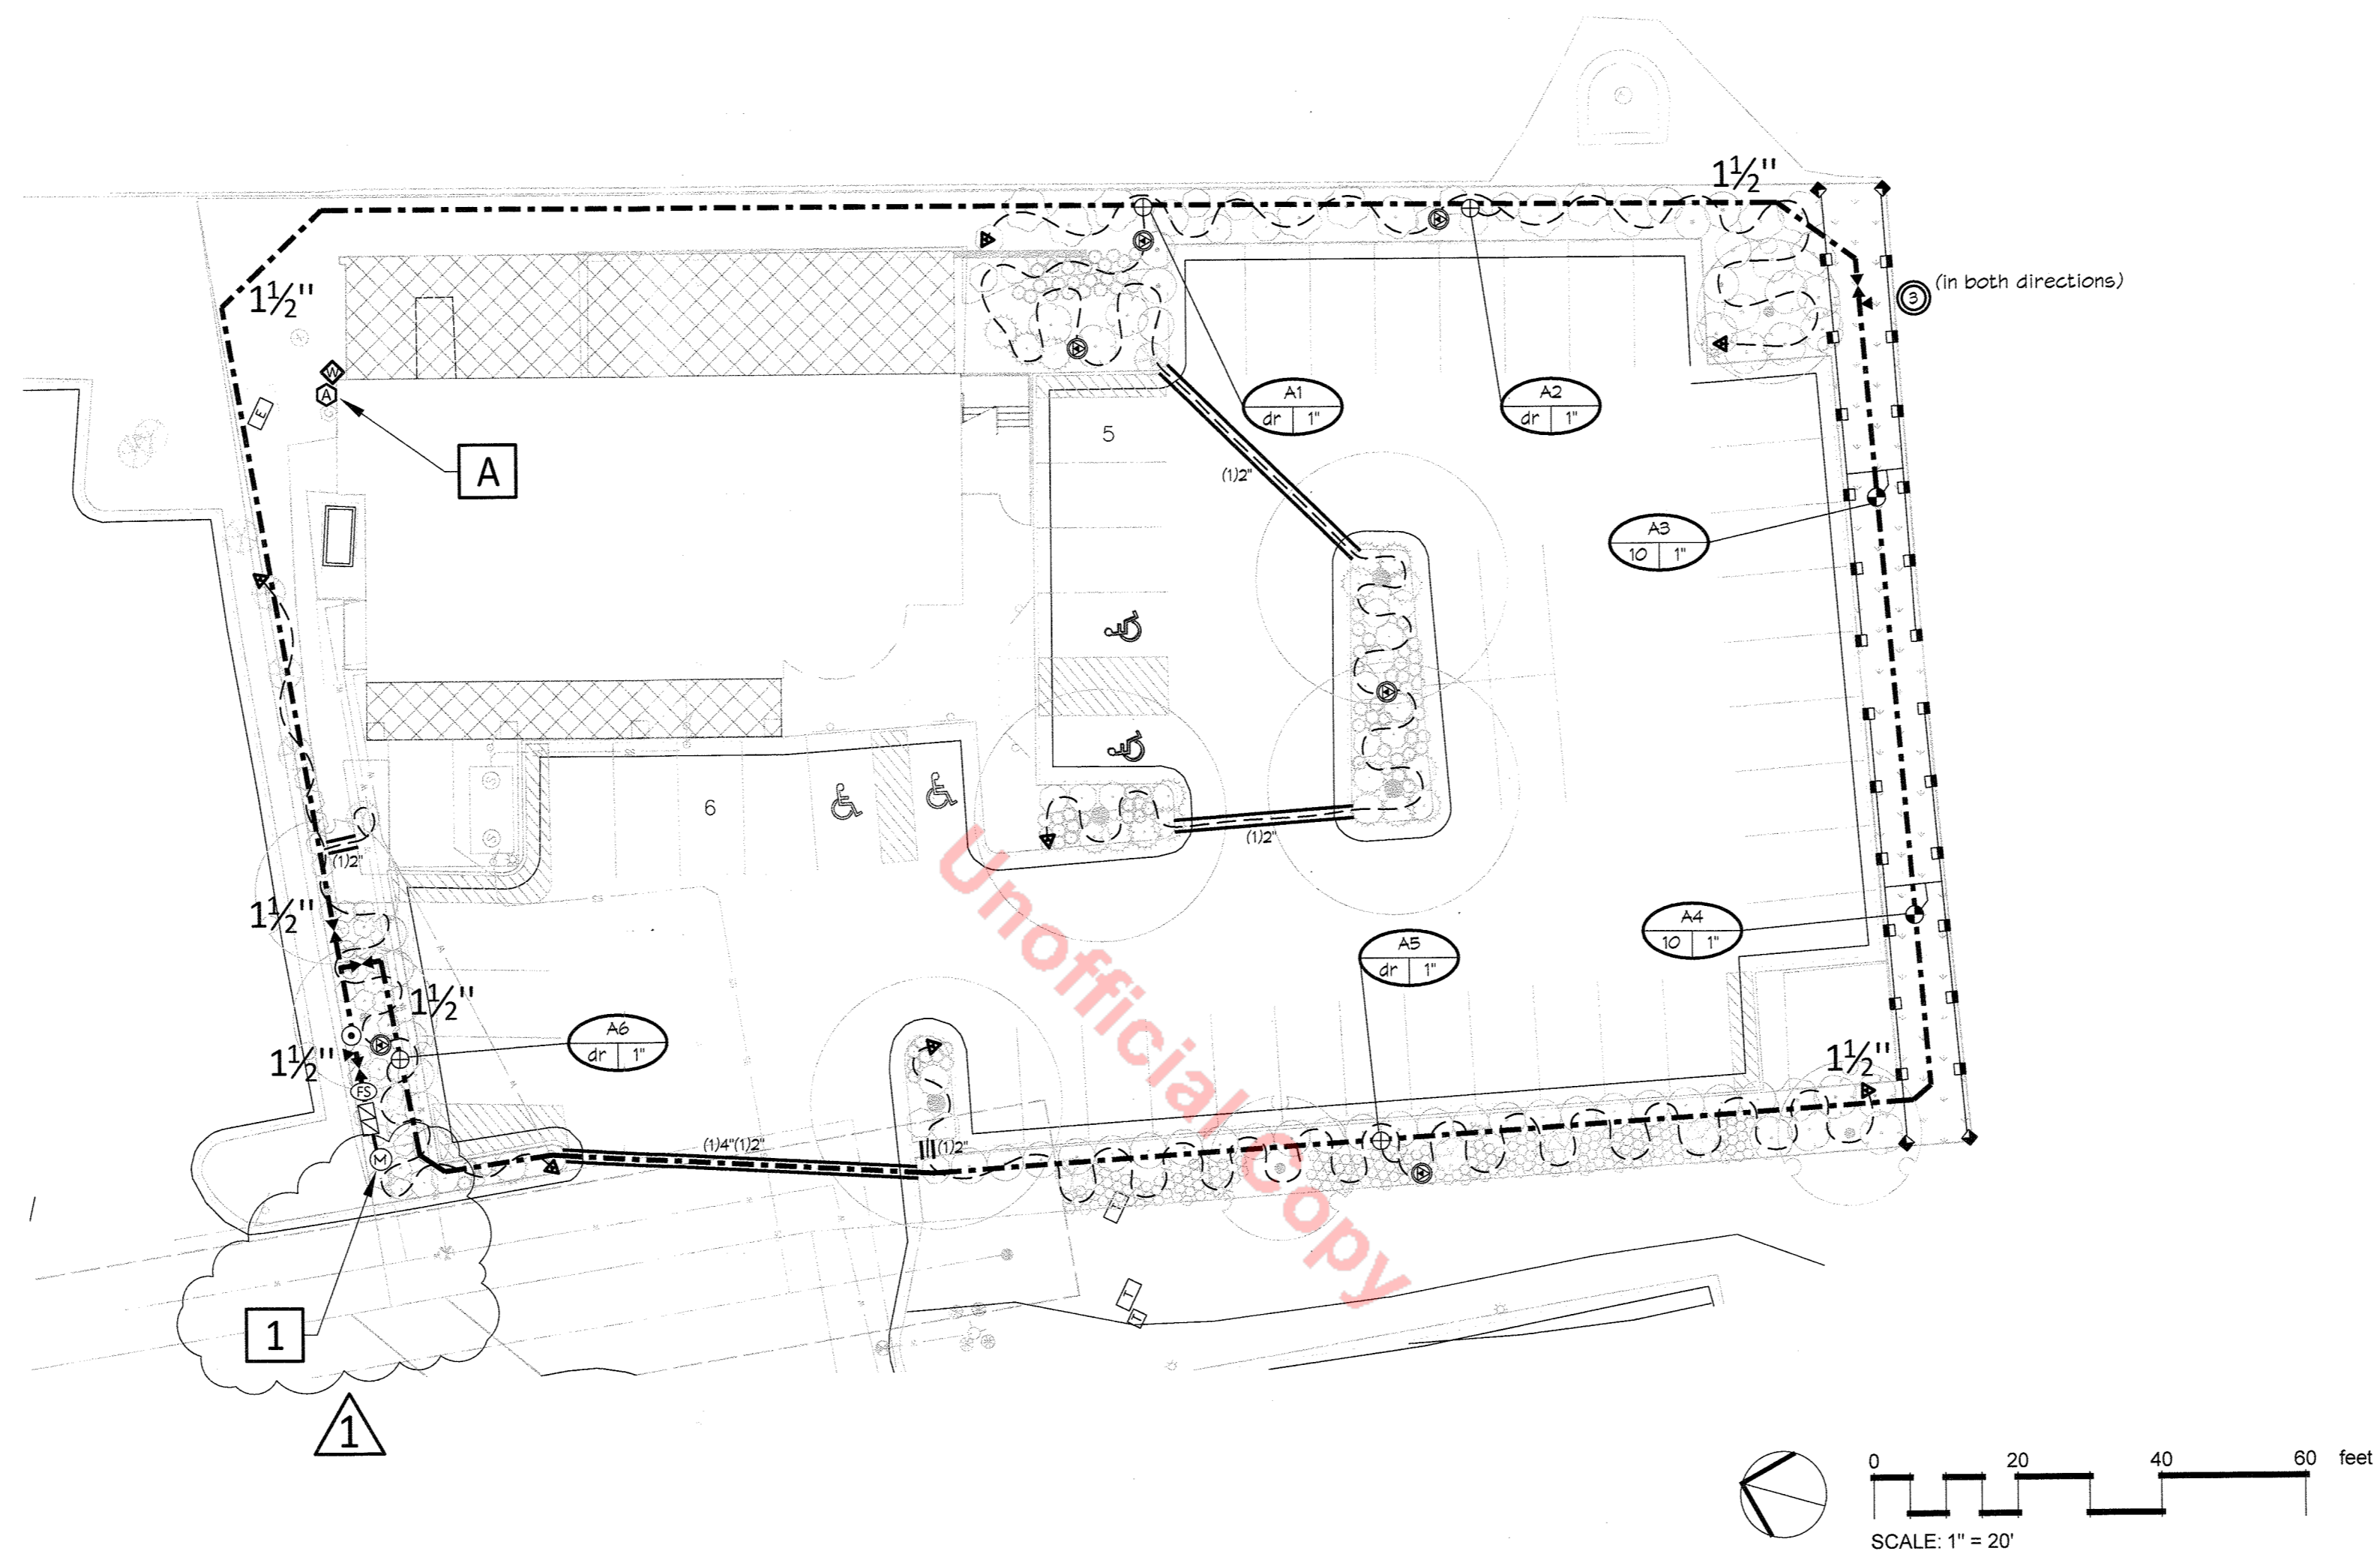 1½"
1½"
3 (in both directions)
W
A
E
A
A1
dr 1"
A2
dr 1"
5
(1)2"
A3
10 1"
6
(1)2"
(1)2"
1½"
A4
10 1"
A5
dr 1"
1½"
A6
dr 1"
1½"
1½"
FS
M
(1)4"(1)2"
(1)2"
T
T
T
1
1
Unofficial Copy
0 20 40 60 feet
SCALE: 1" = 20'